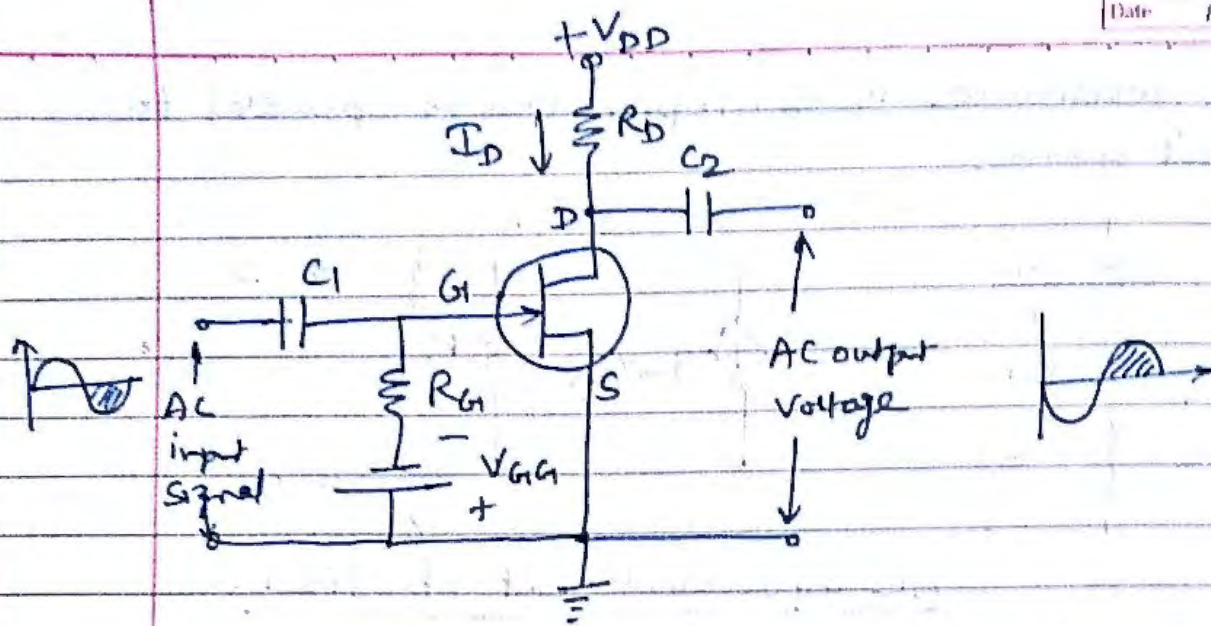 Date
+VDD
ID
RD
C2
D
C1
G
S
AC
input
signal
RG
-
VGG
+
AC output
voltage